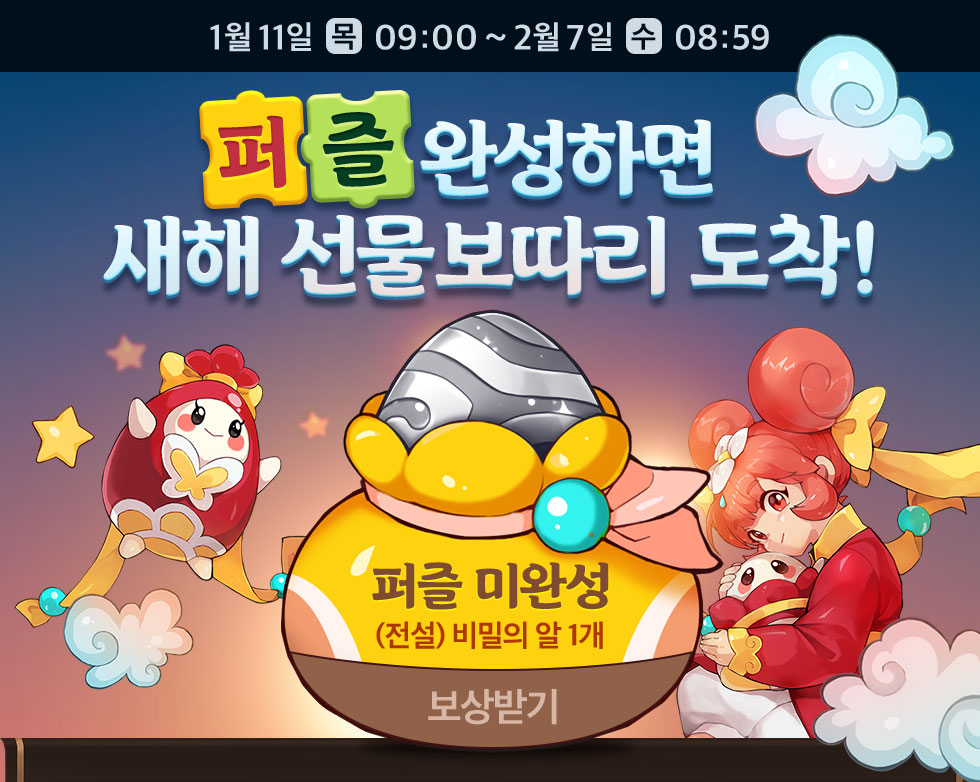 1월 11일 목 09:00 ~ 2월 7일 수 08:59
퍼즐 완성하면
새해 선물보따리 도착!
퍼즐 미완성
(전설) 비밀의 알 1개
보상받기